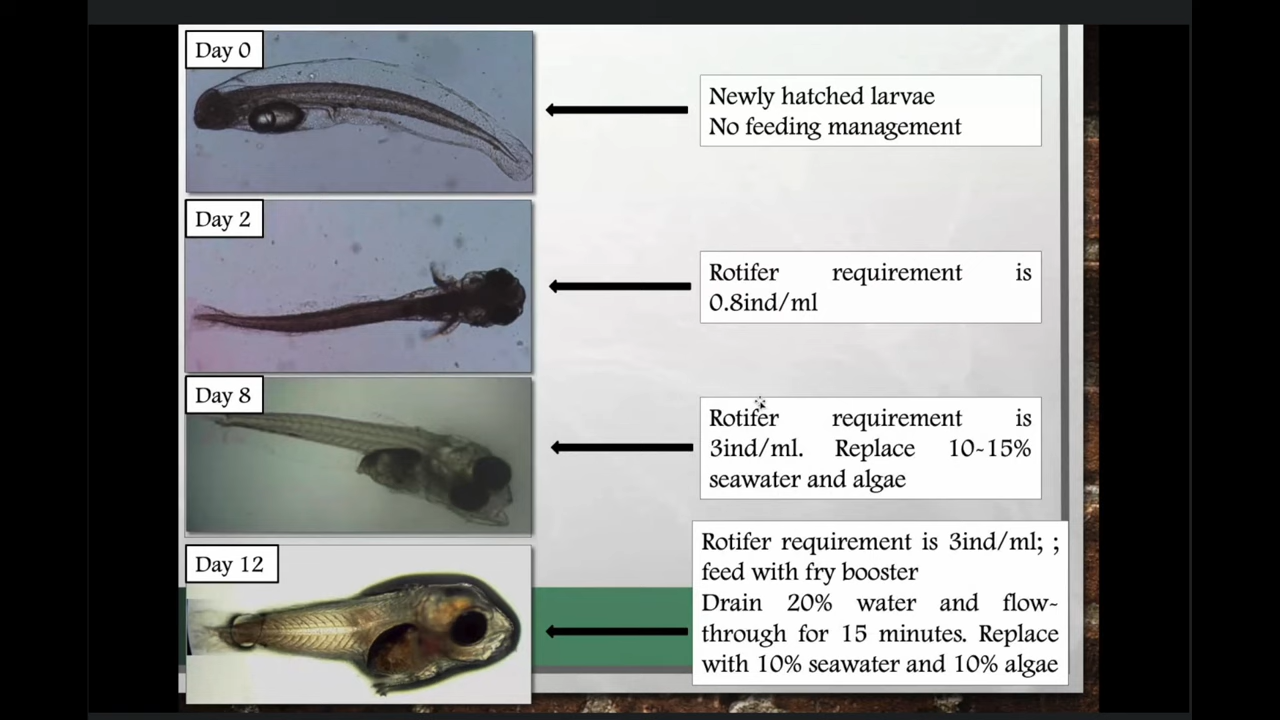 Day 0
Newly hatched larvae
No feeding management
Day 2
Rotifer requirement is
0.8ind/ml
Day 8
Rotifer requirement is
3ind/ml. Replace 10-15%
seawater and algae
Day 12
Rotifer requirement is 3ind/ml; ;
feed with fry booster
Drain 20% water and flow-
through for 15 minutes. Replace
with 10% seawater and 10% algae